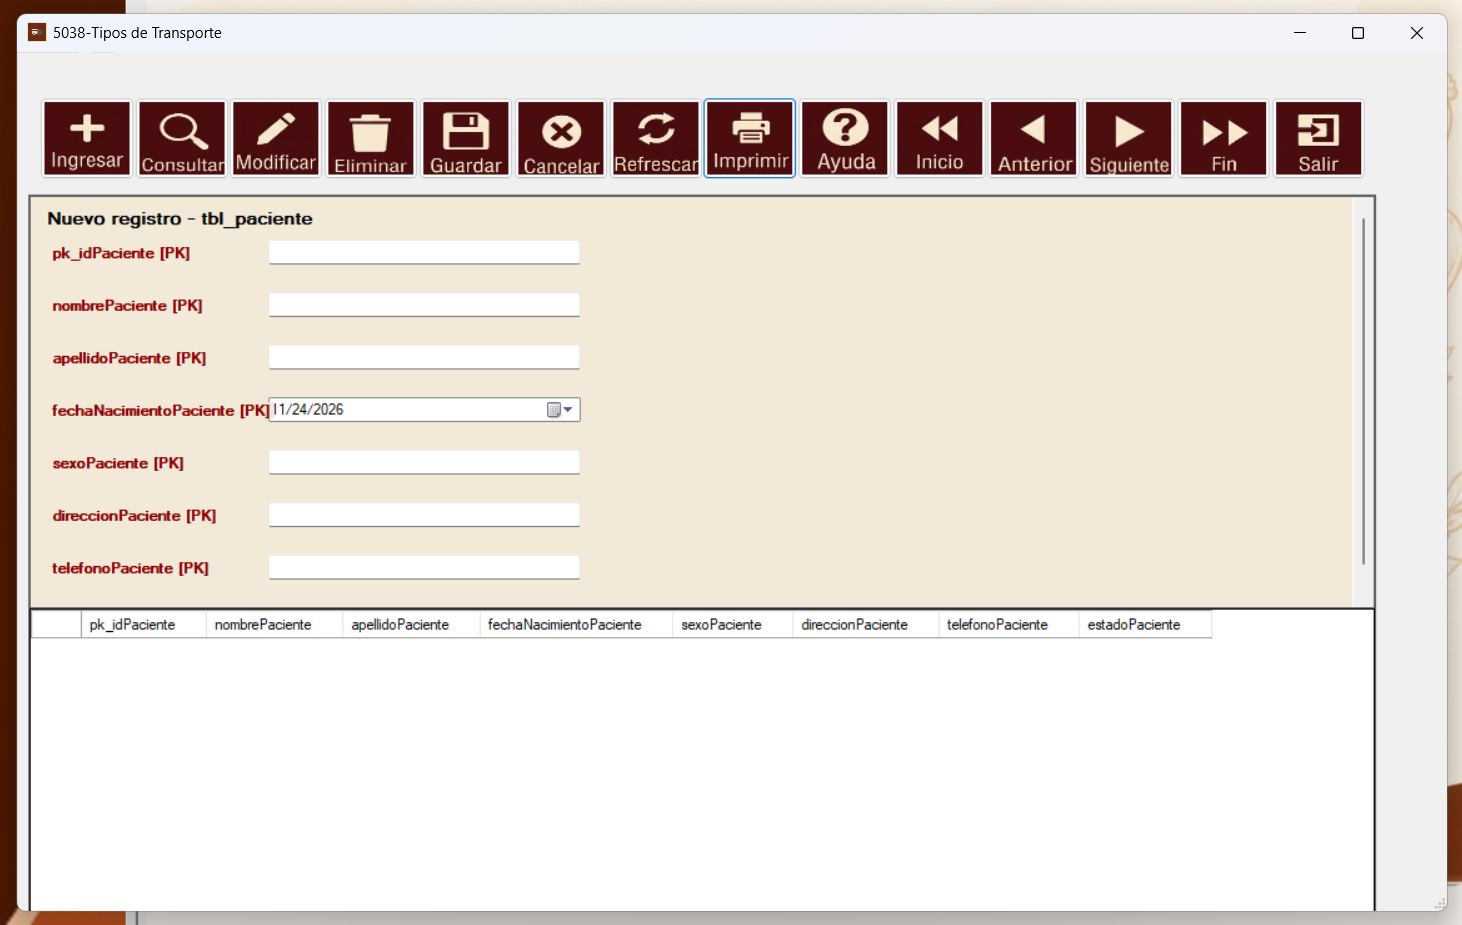 5038-Tipos de Transporte
Ingresar Consultar Modificar Eliminar Guardar Cancelar Refrescar Imprimir Ayuda Inicio Anterior Siguiente Fin Salir
Nuevo registro - tbl_paciente
pk_idPaciente [PK]
nombrePaciente [PK]
apellidoPaciente [PK]
fechaNacimientoPaciente [PK] 11/24/2026
sexoPaciente [PK]
direccionPaciente [PK]
telefonoPaciente [PK]
pk_idPaciente nombrePaciente apellidoPaciente fechaNacimientoPaciente sexoPaciente direccionPaciente telefonoPaciente estadoPaciente